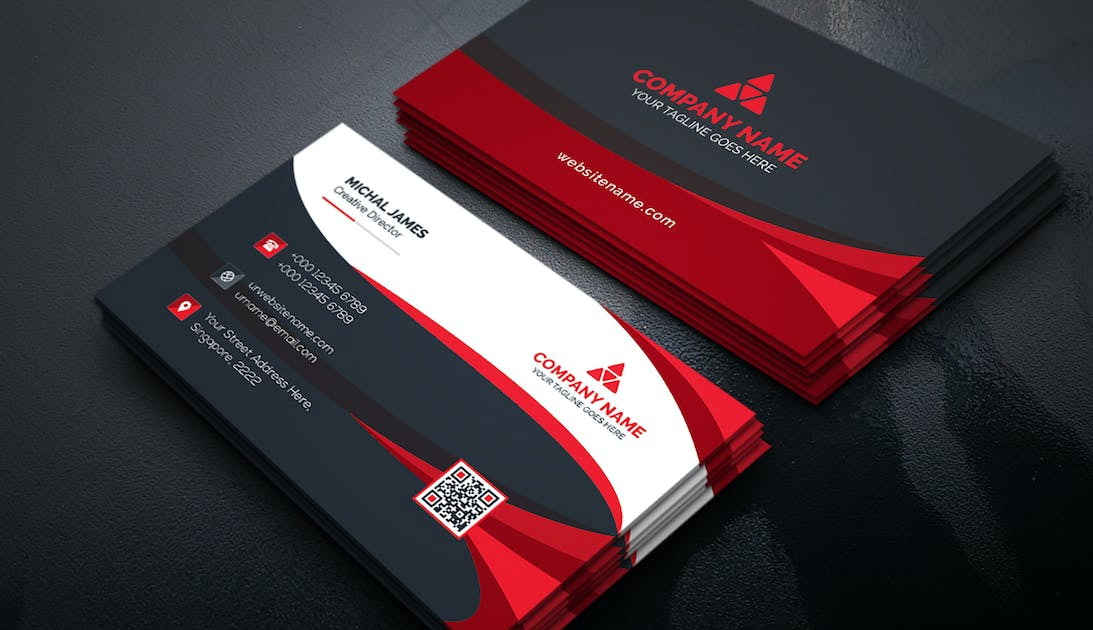 COMPANY NAME
YOUR TAGLINE GOES HERE
websitename.com
MICHAL JAMES
Creative Director
+000 12345 6789
+000 12345 6789
urwebsitename.com
urname@email.com
Your Street Address Here,
Singapore, 2222
COMPANY NAME
YOUR TAGLINE GOES HERE